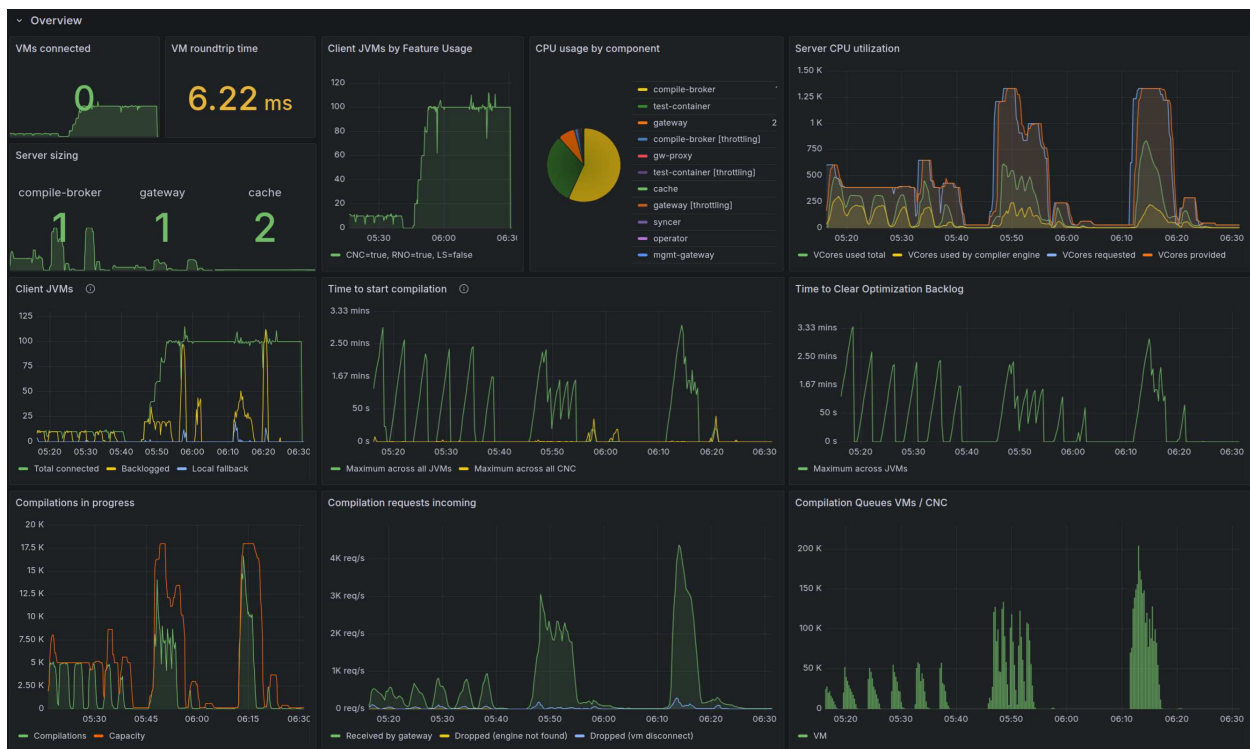 Overview
VMs connected
0
VM roundtrip time
6.22 ms
Server sizing
compile-broker gateway cache
1 1 2
Client JVMs by Feature Usage
120
100
80
60
40
20
0
05:30 06:00
CNC=true, RNO=true, LS=false
CPU usage by component
compile-broker
test-container
gateway 2
compile-broker [throttling]
gw-proxy
test-container [throttling]
cache
gateway [throttling]
syncer
operator
mgmt-gateway
Server CPU utilization
1.50 K
1.25 K
1 K
750
500
250
0
05:20 05:30 05:40 05:50 06:00 06:10 06:20 06:30
VCores used total VCores used by compiler engine VCores requested VCores provided
Client JVMs
125
100
75
50
25
0
05:20 05:30 05:40 05:50 06:00 06:10 06:20 06:30
Total connected Backlogged Local fallback
Time to start compilation
3.33 mins
2.50 mins
1.67 mins
50 s
0 s
05:20 05:30 05:40 05:50 06:00 06:10 06:20 06:30
Maximum across all JVMs Maximum across all CNC
Time to Clear Optimization Backlog
3.33 mins
2.50 mins
1.67 mins
50 s
0 s
05:20 05:30 05:40 05:50 06:00 06:10 06:20 06:30
Maximum across JVMs
Compilations in progress
20 K
17.5 K
15 K
12.5 K
10 K
7.50 K
5 K
2.50 K
0
05:30 05:45 06:00 06:15 06:30
Compilations Capacity
Compilation requests incoming
4K req/s
3K req/s
2K req/s
1K req/s
0 req/s
05:20 05:30 05:40 05:50 06:00 06:10 06:20 06:30
Received by gateway Dropped (engine not found) Dropped (vm disconnect)
Compilation Queues VMs / CNC
200 K
150 K
100 K
50 K
0
05:20 05:30 05:40 05:50 06:00 06:10 06:20 06:30
VM